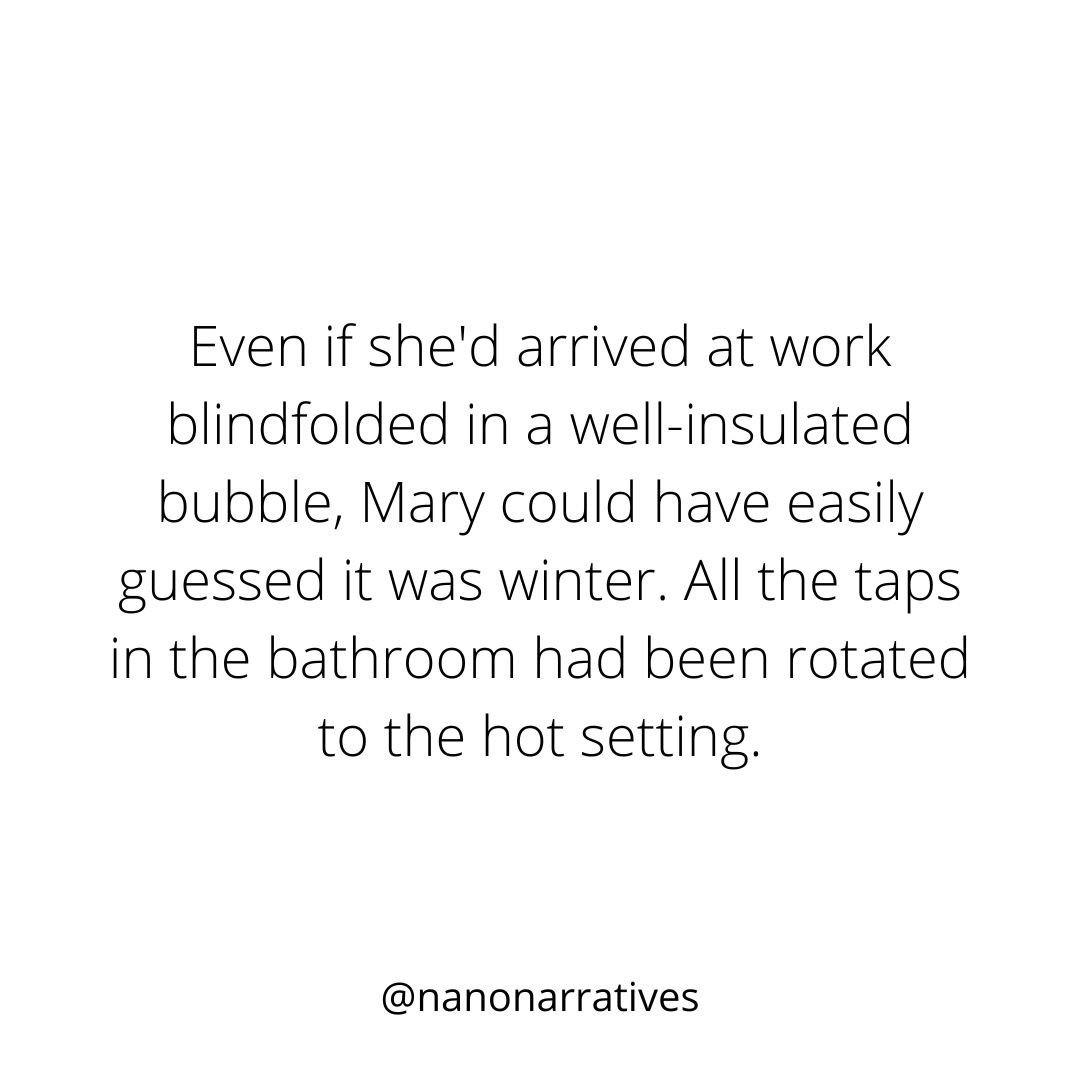 Even if she'd arrived at work
blindfolded in a well-insulated
bubble, Mary could have easily
guessed it was winter. All the taps
in the bathroom had been rotated
to the hot setting.
@nanonarratives